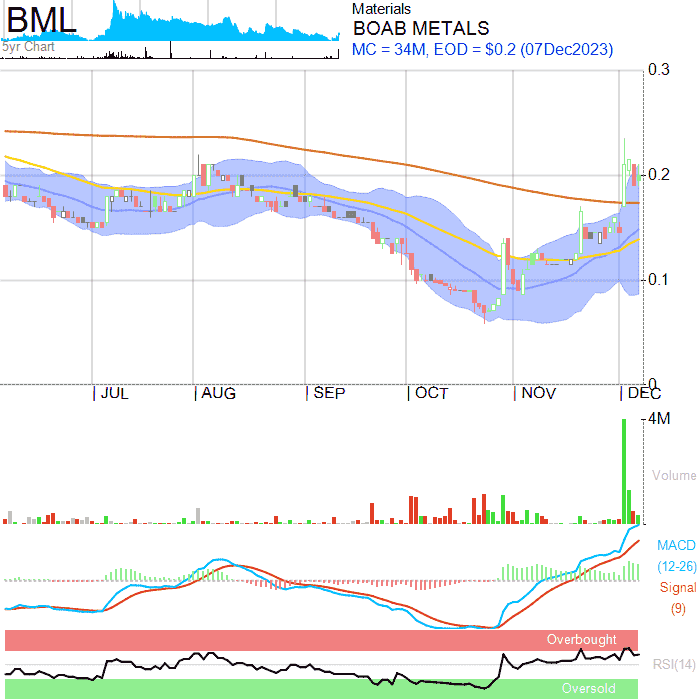 BML
5yr Chart
Materials
BOAB METALS
MC = 34M, EOD = $0.2 (07Dec2023)
0.3
0.2
0.1
0
JUL AUG SEP OCT NOV DEC
4M
Volume
MACD
(12-26)
Signal
(9)
Overbought
RSI(14)
Oversold